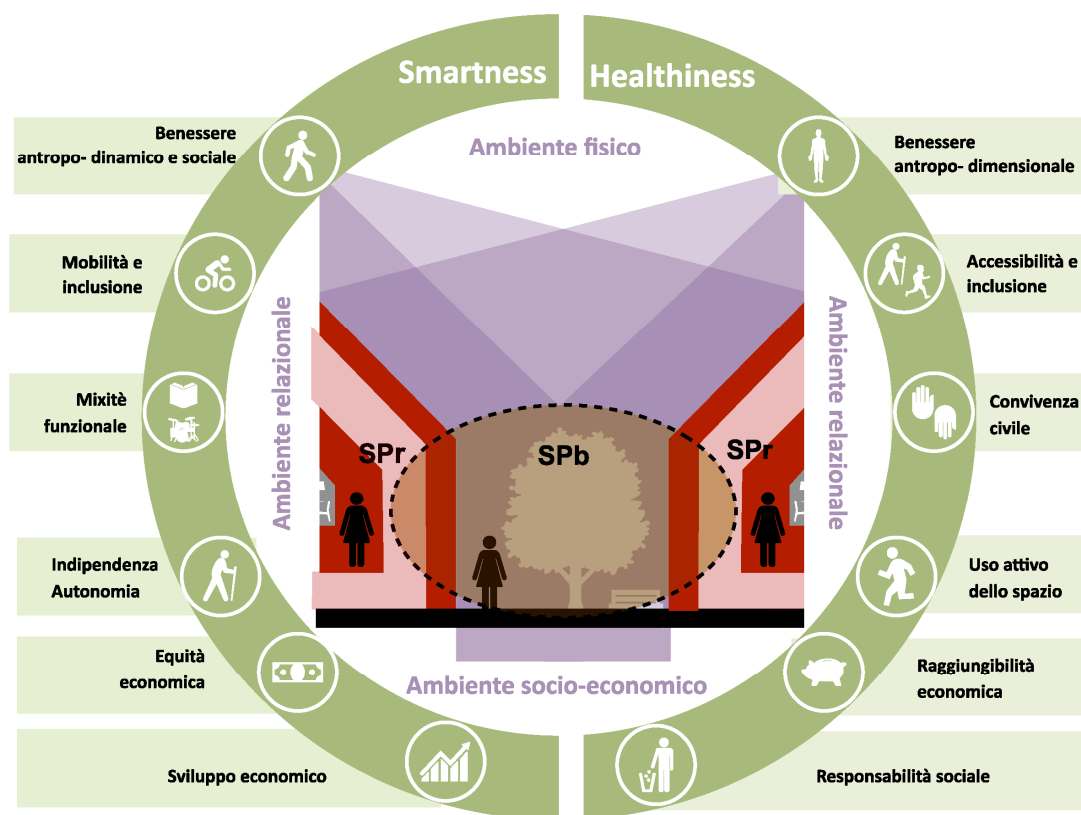 Smartness
Healthiness
Ambiente fisico
Benessere
antropo- dinamico e sociale
Mobilità e
inclusione
Mixitè
funzionale
Indipendenza
Autonomia
Equità
economica
Sviluppo economico
Ambiente relazionale
SPr
SPb
SPr
Ambiente relazionale
Ambiente socio-economico
Benessere
antropo- dimensionale
Accessibilità e
inclusione
Convivenza
civile
Uso attivo
dello spazio
Raggiungibilità
economica
Responsabilità sociale